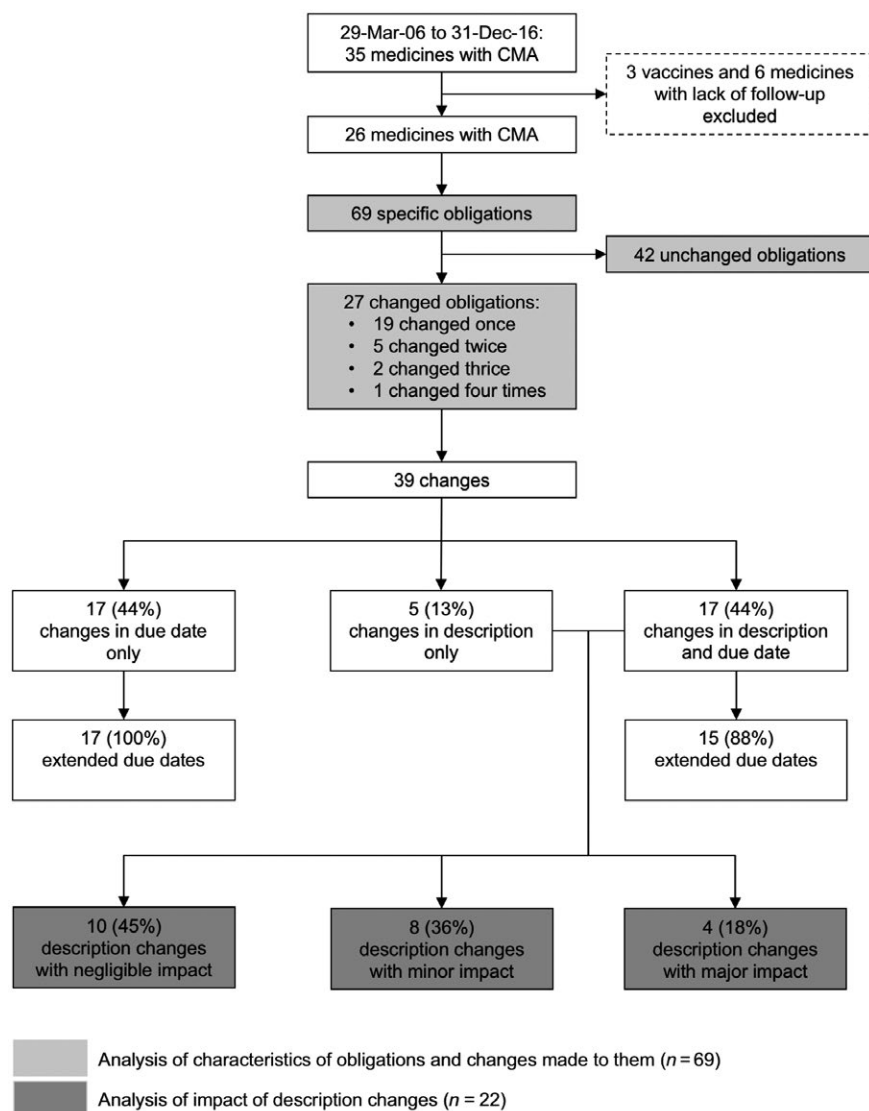 29-Mar-06 to 31-Dec-16:
35 medicines with CMA
3 vaccines and 6 medicines
with lack of follow-up
excluded
26 medicines with CMA
69 specific obligations
42 unchanged obligations
27 changed obligations:
• 19 changed once
• 5 changed twice
• 2 changed thrice
• 1 changed four times
39 changes
17 (44%)
changes in due date
only
5 (13%)
changes in description
only
17 (44%)
changes in description
and due date
17 (100%)
extended due dates
15 (88%)
extended due dates
10 (45%)
description changes
with negligible impact
8 (36%)
description changes
with minor impact
4 (18%)
description changes
with major impact
Analysis of characteristics of obligations and changes made to them (n = 69)
Analysis of impact of description changes (n = 22)